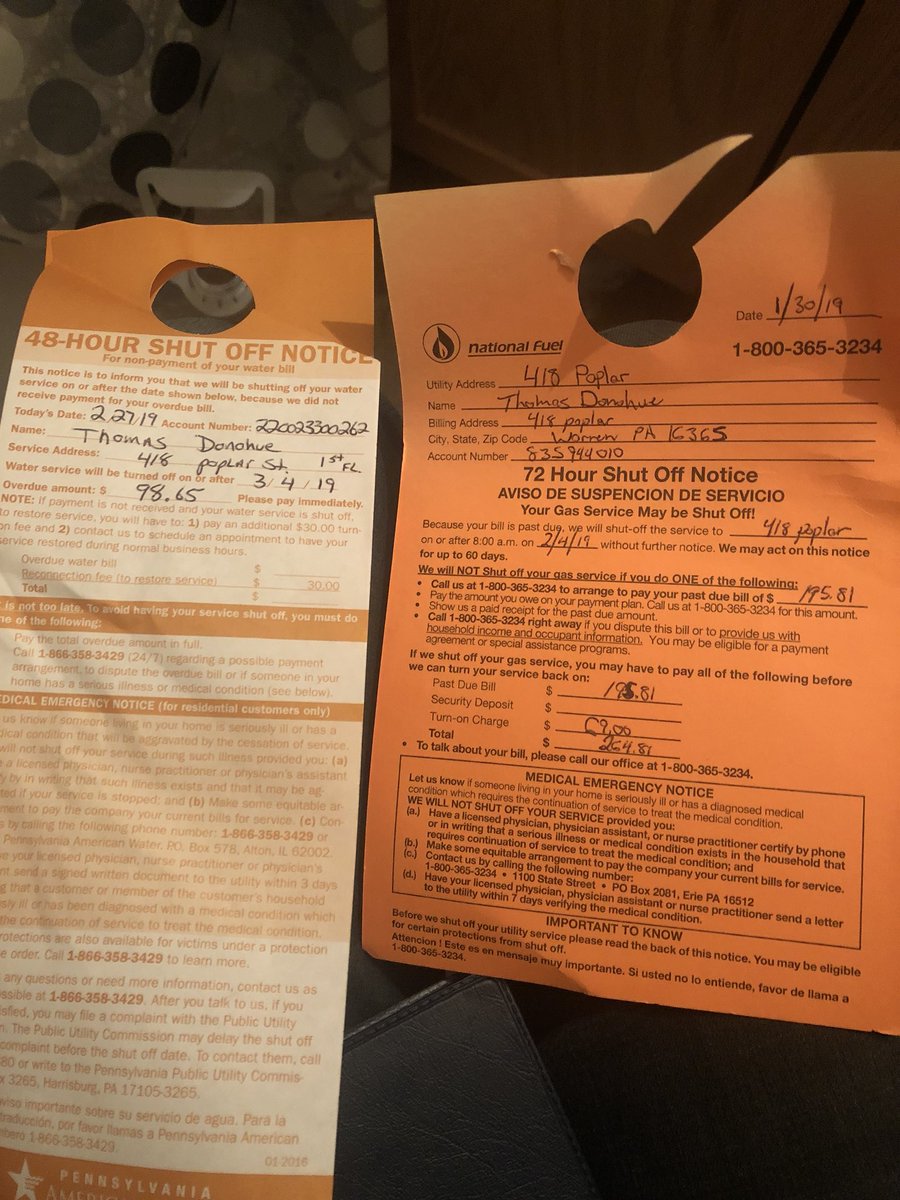 48-HOUR SHUT OFF NOTICE
For non-payment of your water bill
This notice is to inform you that we will be shutting off your water
service on or after the date shown below, because we did not
receive payment for your overdue bill.
Today's Date: 2.27.19 Account Number: 220023300262
Name: Thomas Donohue
Service Address: 418 POPLAR St. 1st FL
Water service will be turned off on or after 3/4/19
Overdue amount: $ 98.65 Please pay immediately.
NOTE: if payment is not received and your water service is shut off,
to restore service, you will have to: 1) pay an additional $30.00 turn-
on fee and 2) contact us to schedule an appointment to have your
service restored during normal business hours.
Overdue water bill $
Reconnection fee (to restore service) $ 30.00
Total $
is not too late. To avoid having your service shut off, you must do
ne of the following:
Pay the total overdue amount in full.
Call 1-866-358-3429 (24/7) regarding a possible payment
arrangement, to dispute the overdue bill or if someone in your
home has a serious illness or medical condition (see below).
EDICAL EMERGENCY NOTICE (for residential customers only)
us know if someone living in your home is seriously ill or has a
dical condition that will be aggravated by the cessation of service.
will not shut off your service during such illness provided you: (a)
e a licensed physician, nurse practitioner or physician's assistant
fy by in writing that such illness exists and that it may be ag-
ted if your service is stopped; and (b) Make some equitable ar-
ment to pay the company your current bills for service. (c) Con-
s by calling the following phone number: 1-866-358-3429 or
Pennsylvania American Water, PO. Box 578, Alton, IL 62002.
ve your licensed physician, nurse practitioner or physician's
nt send a signed written document to the utility within 3 days
g that a customer or member of the customer's household
sly ill or has been diagnosed with a medical condition which
the continuation of service to treat the medical condition.
rotections are also available for victims under a protection
e order. Call 1-866-358-3429 to learn more.
any questions or need more information, contact us as
ssible at 1-866-358-3429. After you talk to us, if you
sfied, you may file a complaint with the Public Utility
n. The Public Utility Commission may delay the shut off
complaint before the shut off date. To contact them, call
80 or write to the Pennsylvania Public Utility Commis-
x 3265, Harrisburg, PA 17105-3265.
viso importante sobre su servicio de agua. Para la
traducción, por favor llamas a Pennsylvania American
mbero 1-866-358-3429.
01-2016
PENNSYLVANIA
AMERIC
Date 1/30/19
national Fuel
1-800-365-3234
Utility Address 418 Poplar
Name Thomas Donohue
Billing Address 418 poplar
City, State, Zip Code Warren PA 16365
Account Number 835944010
72 Hour Shut Off Notice
AVISO DE SUSPENCION DE SERVICIO
Your Gas Service May be Shut Off!
Because your bill is past due, we will shut-off the service to 418 poplar
on or after 8:00 a.m. on 2/4/19 without further notice. We may act on this notice
for up to 60 days.
We will NOT Shut off your gas service if you do ONE of the following:
• Call us at 1-800-365-3234 to arrange to pay your past due bill of $ 195.81
• Pay the amount you owe on your payment plan. Call us at 1-800-365-3234 for this amount.
• Show us a paid receipt for the past due amount.
• Call 1-800-365-3234 right away if you dispute this bill or to provide us with
household income and occupant information. You may be eligible for a payment
agreement or special assistance programs.
If we shut off your gas service, you may have to pay all of the following before
we can turn your service back on:
Past Due Bill $ 195.81
Security Deposit $
Turn-on Charge $ 69.00
Total $ 264.81
• To talk about your bill, please call our office at 1-800-365-3234.
MEDICAL EMERGENCY NOTICE
Let us know if someone living in your home is seriously ill or has a diagnosed medical
condition which requires the continuation of service to treat the medical condition.
WE WILL NOT SHUT OFF YOUR SERVICE provided you:
(a.) Have a licensed physician, physician assistant, or nurse practitioner certify by phone
or in writing that a serious illness or medical condition exists in the household that
requires continuation of service to treat the medical condition; and
(b.) Make some equitable arrangement to pay the company your current bills for service.
(c.) Contact us by calling the following number:
1-800-365-3234 • 1100 State Street • PO Box 2081, Erie PA 16512
(d.) Have your licensed physician, physician assistant or nurse practitioner send a letter
to the utility within 7 days verifying the medical condition.
IMPORTANT TO KNOW
Before we shut off your utility service please read the back of this notice. You may be eligible
for certain protections from shut off.
Attencion ! Este es en mensaje muy importante. Si usted no lo entiende, favor de llama a
1-800-365-3234.